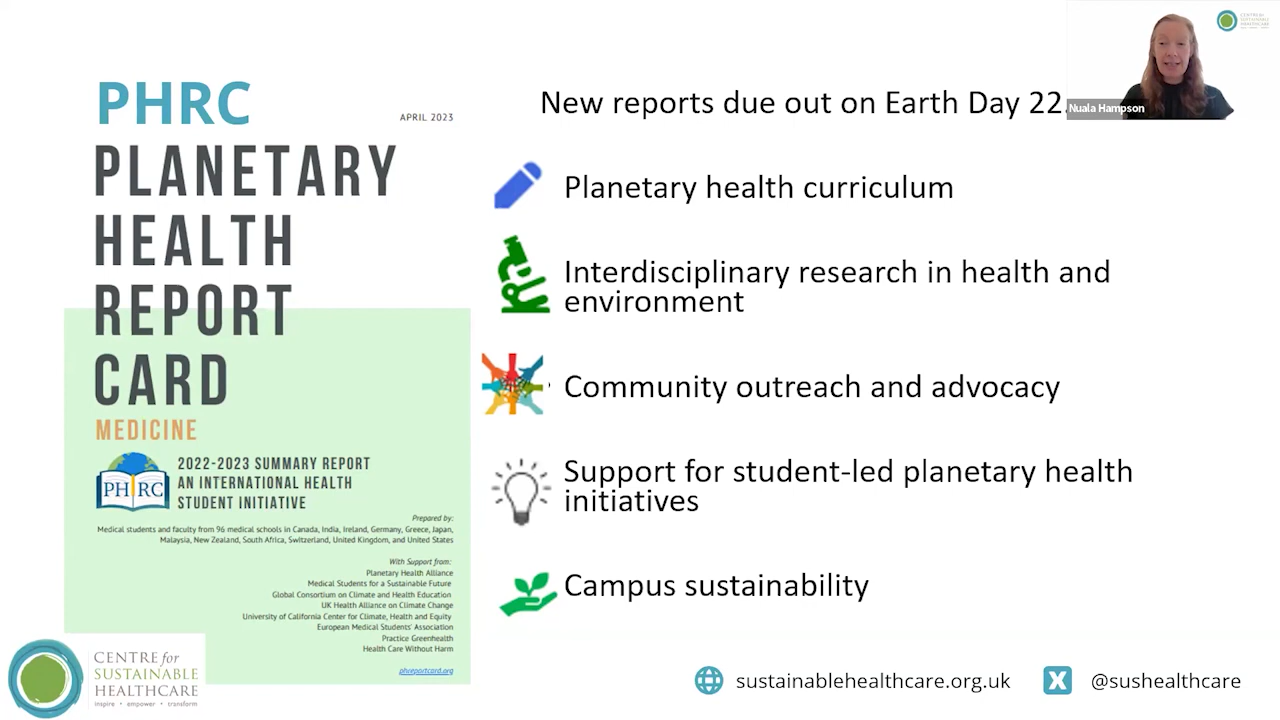 PHRC
APRIL 2023
PLANETARY
HEALTH
REPORT
CARD
MEDICINE
PHRC
2022-2023 SUMMARY REPORT
AN INTERNATIONAL HEALTH
STUDENT INITIATIVE
Prepared by:
Medical students and faculty from 96 medical schools in Canada, India, Ireland, Germany, Greece, Japan,
Malaysia, New Zealand, South Africa, Switzerland, United Kingdom, and United States
With Support from:
Planetary Health Alliance
Medical Students for a Sustainable Future
Global Consortium on Climate and Health Education
UK Health Alliance on Climate Change
University of California Center for Climate, Health and Equity
European Medical Students' Association
Practice Greenhealth
Health Care Without Harm
phreportcard.org
CENTRE for
SUSTAINABLE
HEALTHCARE
inspire • empower • transform
New reports due out on Earth Day 22
Planetary health curriculum
Interdisciplinary research in health and
environment
Community outreach and advocacy
Support for student-led planetary health
initiatives
Campus sustainability
sustainablehealthcare.org.uk
@sushealthcare
CENTRE for
SUSTAINABLE
HEALTHCARE
Nuala Hampson